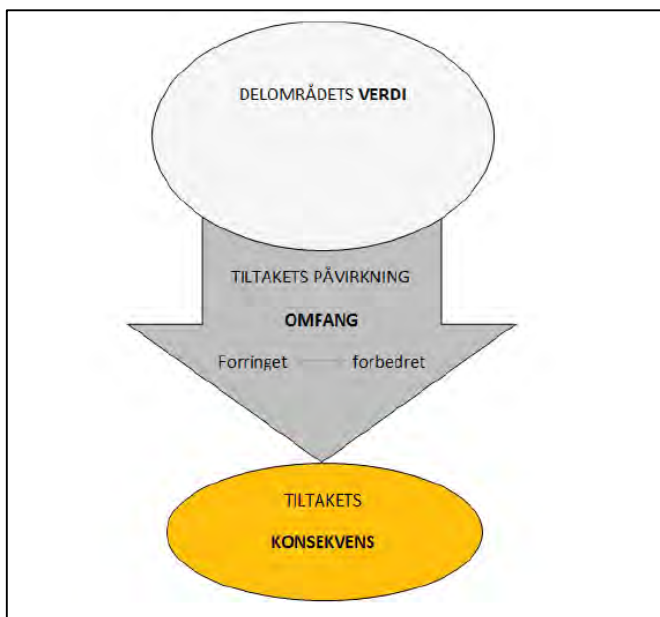 DELOMRÅDETS VERDI
TILTAKETS PÅVIRKNING
OMFANG
Forringet forbedret
TILTAKETS
KONSEKVENS